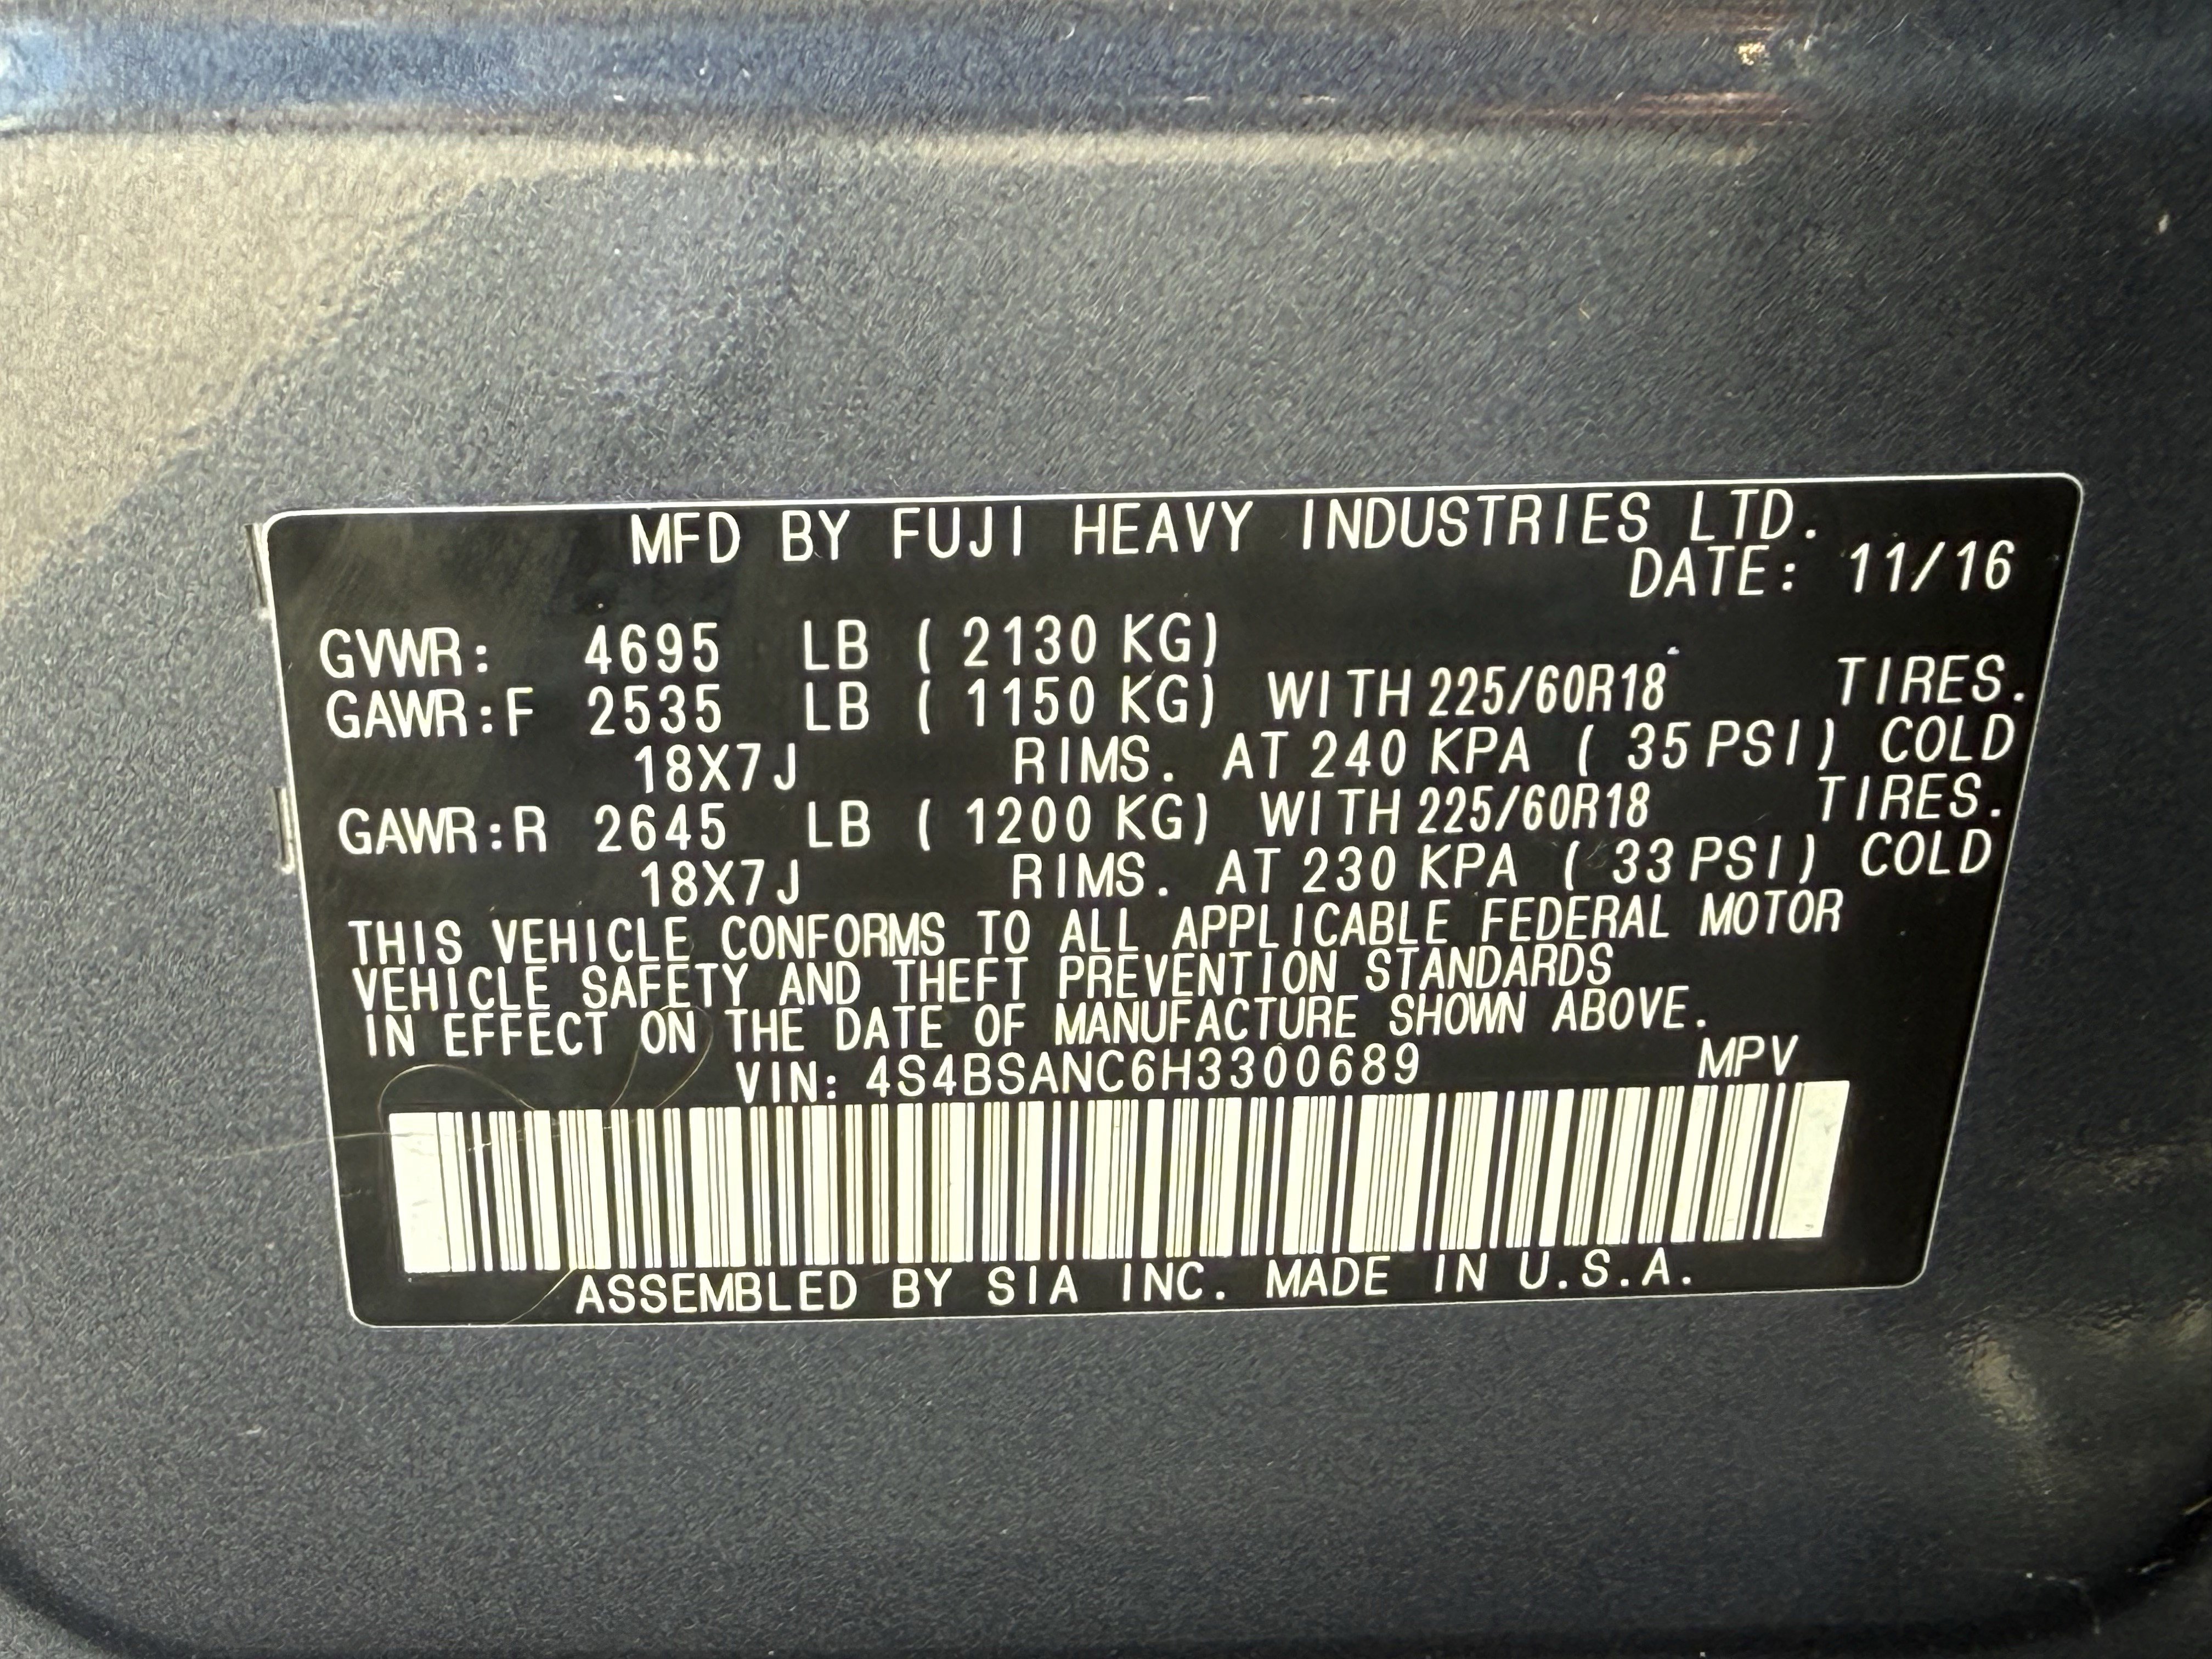 MFD BY FUJI HEAVY INDUSTRIES LTD.
DATE: 11/16
GVWR: 4695 LB ( 2130 KG)
GAWR:F 2535 LB ( 1150 KG) WITH 225/60R18 TIRES.
18X7J RIMS. AT 240 KPA ( 35 PSI) COLD
GAWR:R 2645 LB ( 1200 KG) WITH 225/60R18 TIRES.
18X7J RIMS. AT 230 KPA ( 33 PSI) COLD
THIS VEHICLE CONFORMS TO ALL APPLICABLE FEDERAL MOTOR
VEHICLE SAFETY AND THEFT PREVENTION STANDARDS
IN EFFECT ON THE DATE OF MANUFACTURE SHOWN ABOVE.
VIN: 4S4BSANC6H3300689 MPV
ASSEMBLED BY SIA INC. MADE IN U.S.A.